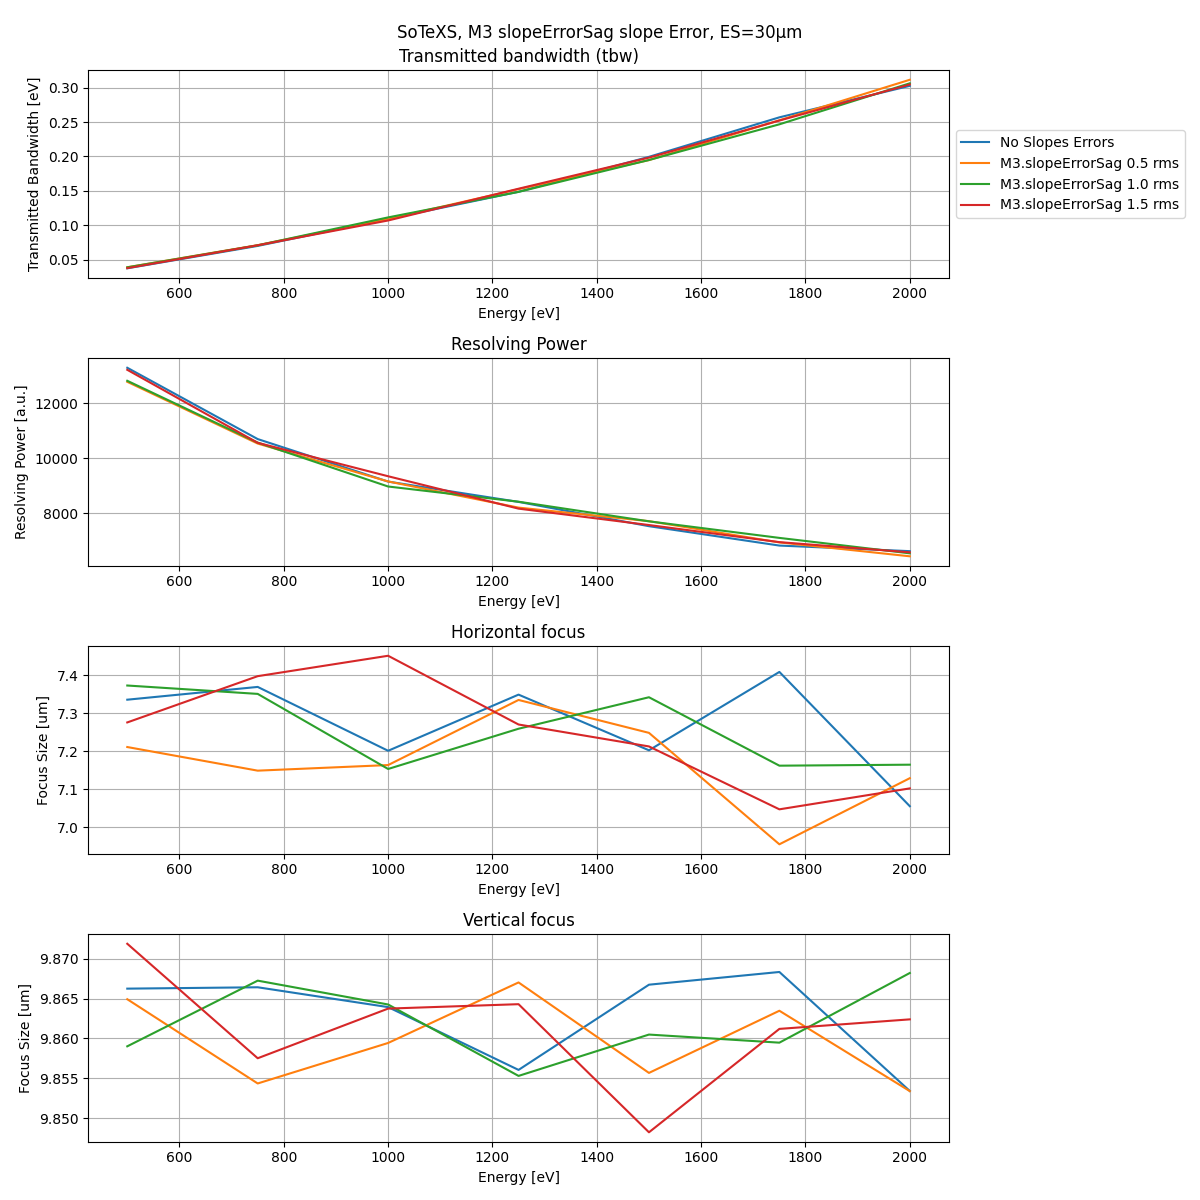 SoTeXS, M3 slopeErrorSag slope Error, ES=30μm
Transmitted bandwidth (tbw)
Transmitted Bandwidth [eV]
0.30
0.25
0.20
0.15
0.10
0.05
600 800 1000 1200 1400 1600 1800 2000
Energy [eV]
No Slopes Errors
M3.slopeErrorSag 0.5 rms
M3.slopeErrorSag 1.0 rms
M3.slopeErrorSag 1.5 rms
Resolving Power
Resolving Power [a.u.]
12000
10000
8000
600 800 1000 1200 1400 1600 1800 2000
Energy [eV]
Horizontal focus
Focus Size [um]
7.4
7.3
7.2
7.1
7.0
600 800 1000 1200 1400 1600 1800 2000
Energy [eV]
Vertical focus
Focus Size [um]
9.870
9.865
9.860
9.855
9.850
600 800 1000 1200 1400 1600 1800 2000
Energy [eV]